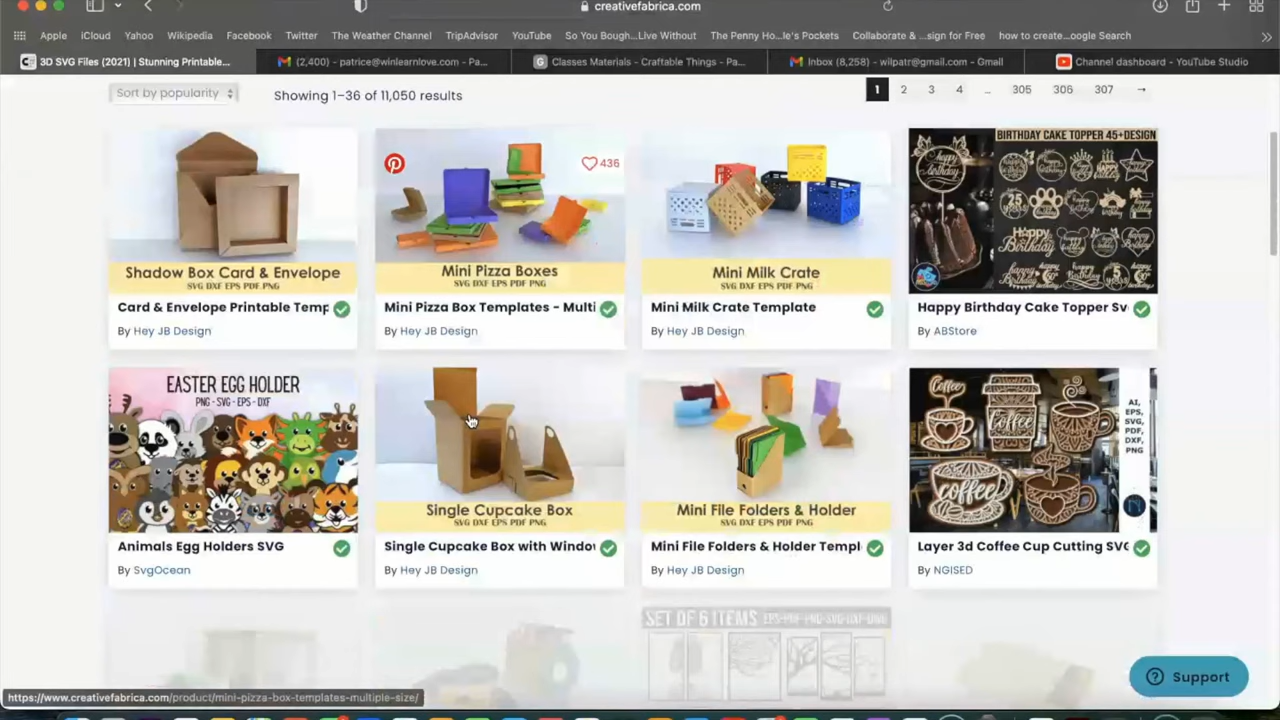 creativefabrica.com
Apple iCloud Yahoo Wikipedia Facebook Twitter The Weather Channel TripAdvisor YouTube So You Bough...Live Without The Penny Ho...le's Pockets Collaborate &...sign for Free how to create...oogle Search
3D SVG Files (2021) | Stunning Printable...
(2,400) - patrice@winlearnlove.com - Pa...
Classes Materials - Craftable Things - Pa...
Inbox (8,258) - wilpatr@gmail.com - Gmail
Channel dashboard - YouTube Studio
Sort by popularity
Showing 1–36 of 11,050 results
1 2 3 4 ... 305 306 307 →
Shadow Box Card & Envelope
SVG DXF EPS PDF PNG
Card & Envelope Printable Temp
By Hey JB Design
436
Mini Pizza Boxes
SVG DXF EPS PDF PNG
Mini Pizza Box Templates - Multi
By Hey JB Design
Mini Milk Crate
SVG DXF EPS PDF PNG
Mini Milk Crate Template
By Hey JB Design
BIRTHDAY CAKE TOPPER 45+DESIGN
Happy Birthday Cake Topper Sv
By ABStore
EASTER EGG HOLDER
PNG - SVG - EPS - DXF
Animals Egg Holders SVG
By SvgOcean
Single Cupcake Box
SVG DXF EPS PDF PNG
Single Cupcake Box with Windo
By Hey JB Design
Mini File Folders & Holder
SVG DXF EPS PDF PNG
Mini File Folders & Holder Templ
By Hey JB Design
Coffee
Coffee
coffee
Coffee
AI,
EPS,
SVG,
PDF,
DXF,
PNG
Layer 3d Coffee Cup Cutting SVG
By NGISED
SET OF 6 ITEMS
Support
https://www.creativefabrica.com/product/mini-pizza-box-templates-multiple-size/